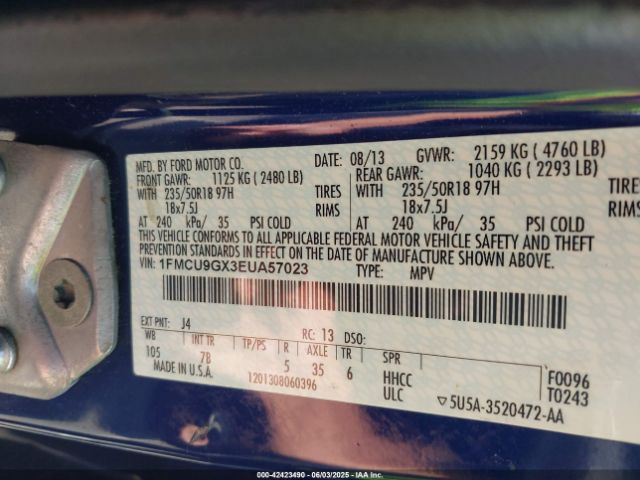 MFD. BY FORD MOTOR CO.
DATE: 08/13 GVWR: 2159 KG ( 4760 LB)
FRONT GAWR: 1125 KG ( 2480 LB) REAR GAWR: 1040 KG ( 2293 LB)
WITH 235/50R18 97H TIRES WITH 235/50R18 97H TIRE
18x7.5J RIMS 18x7.5J RIMS
AT 240 kPa/ 35 PSI COLD AT 240 kPa/ 35 PSI COLD
THIS VEHICLE CONFORMS TO ALL APPLICABLE FEDERAL MOTOR VEHICLE SAFETY AND THEFT
PREVENTION STANDARDS IN EFFECT ON THE DATE OF MANUFACTURE SHOWN ABOVE.
VIN: 1FMCU9GX3EUA57023 TYPE: MPV
EXT PNT: J4 RC: 13 DSO:
WB INT TR TP/PS R AXLE TR SPR
105 7B 5 35 6 HHCC F0096
MADE IN U.S.A. 1201308060396 ULC T0243
▽5U5A-3520472-AA
000-42423490 - 06/03/2025 - IAA Inc.